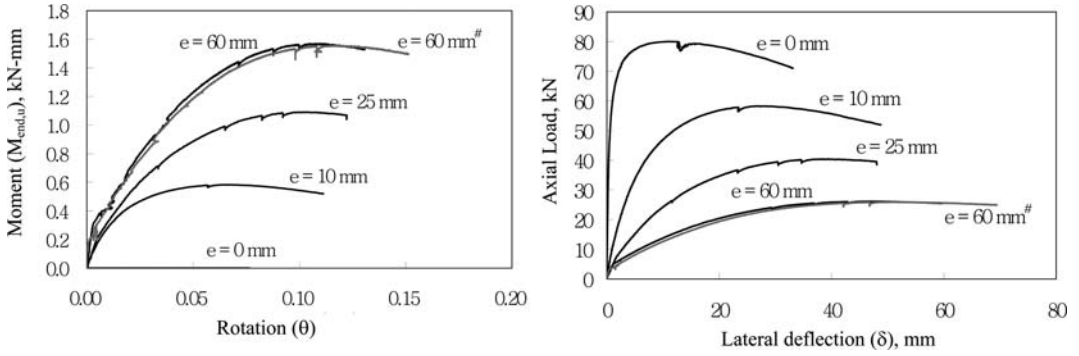 Moment (M_end,u), kN-mm
1.8
1.6
1.4
1.2
1.0
0.8
0.6
0.4
0.2
0.0
e = 60 mm
e = 60 mm#
e = 25 mm
e = 10 mm
e = 0 mm
0.00 0.05 0.10 0.15 0.20
Rotation (θ)
Axial Load, kN
90
80
70
60
50
40
30
20
10
0
e = 0 mm
e = 10 mm
e = 25 mm
e = 60 mm
e = 60 mm#
0 20 40 60 80
Lateral deflection (δ), mm